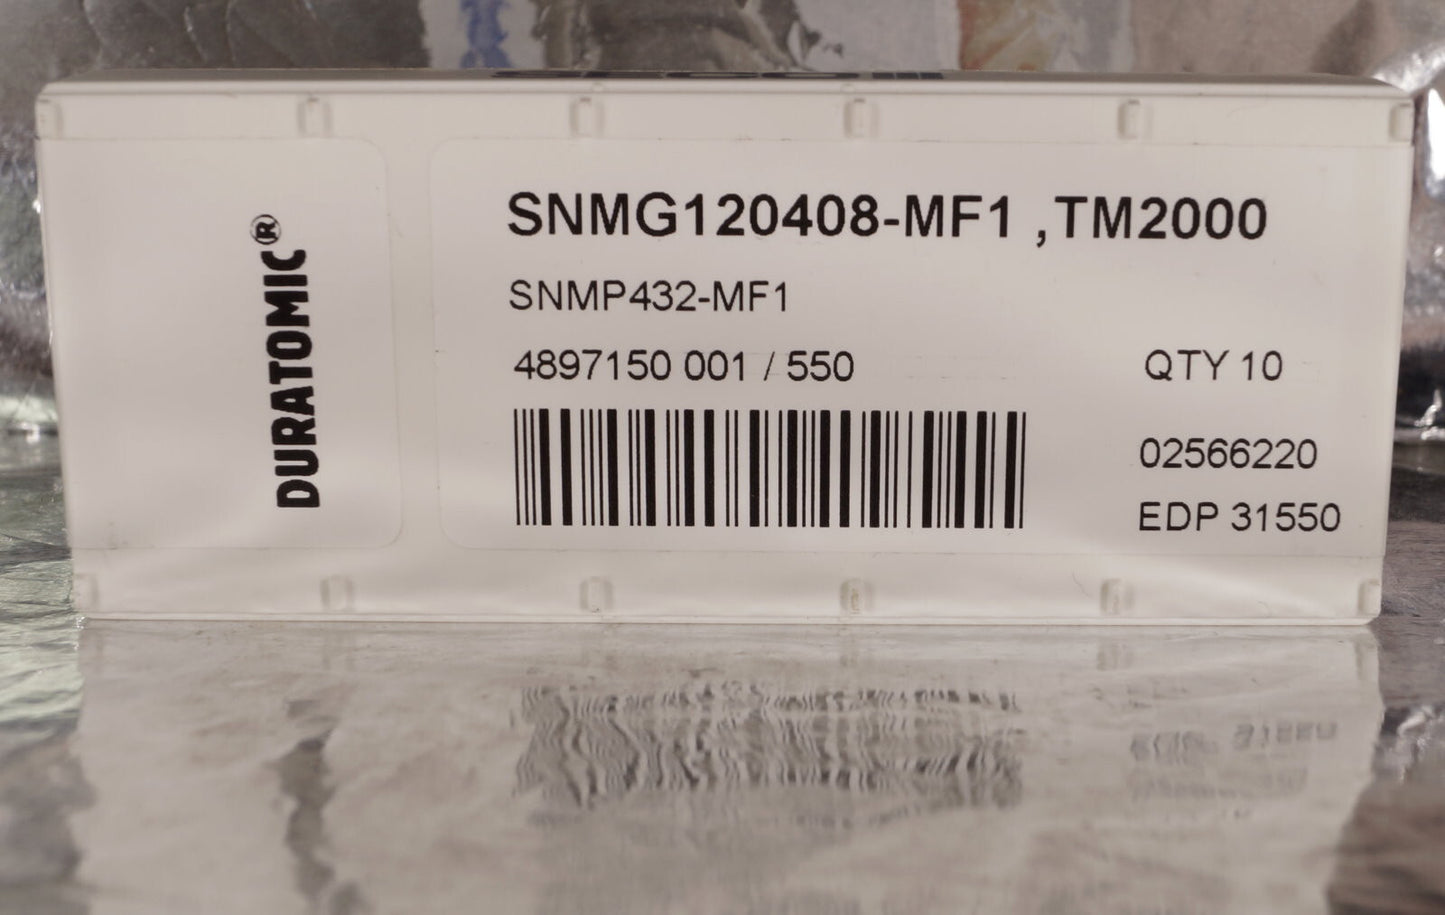 DURATOMIC®
SNMG120408-MF1 ,TM2000
SNMP432-MF1
4897150 001 / 550
QTY 10
02566220
EDP 31550